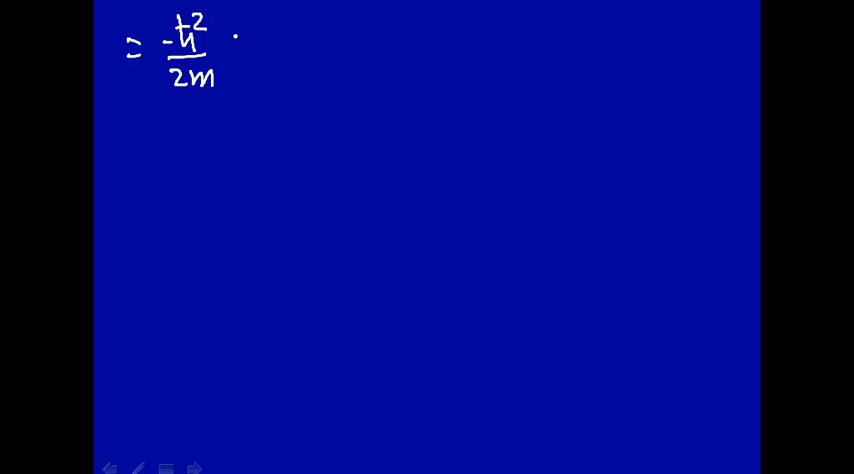 = -ħ²/2m ·